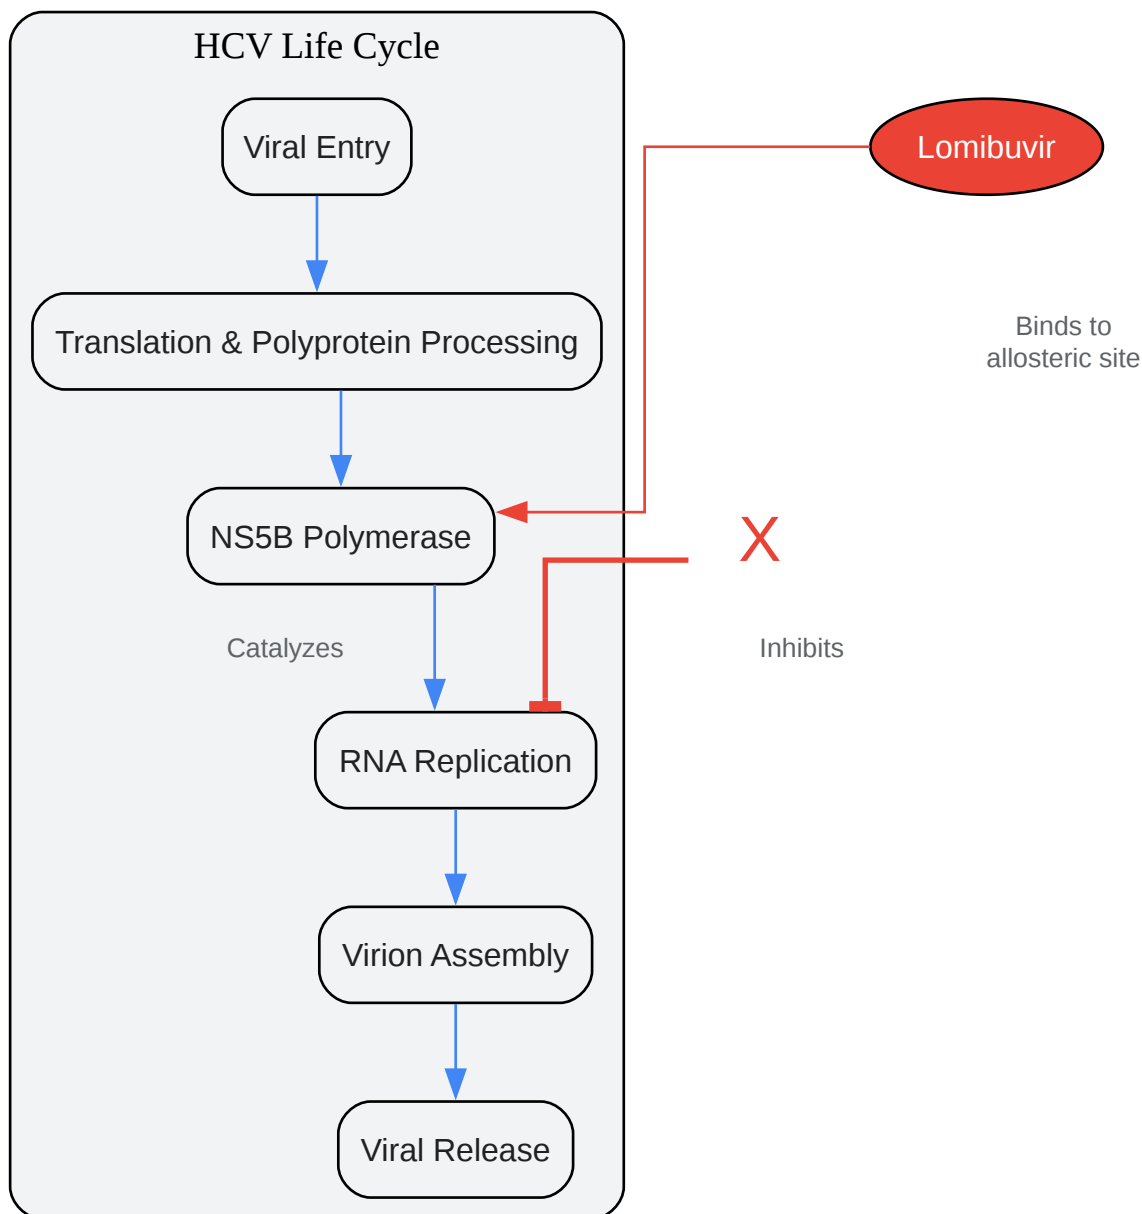 HCV Life Cycle
Viral Entry
Lomibuvir
Translation & Polyprotein Processing
Binds to
allosteric site
NS5B Polymerase
X
Catalyzes
Inhibits
RNA Replication
Virion Assembly
Viral Release